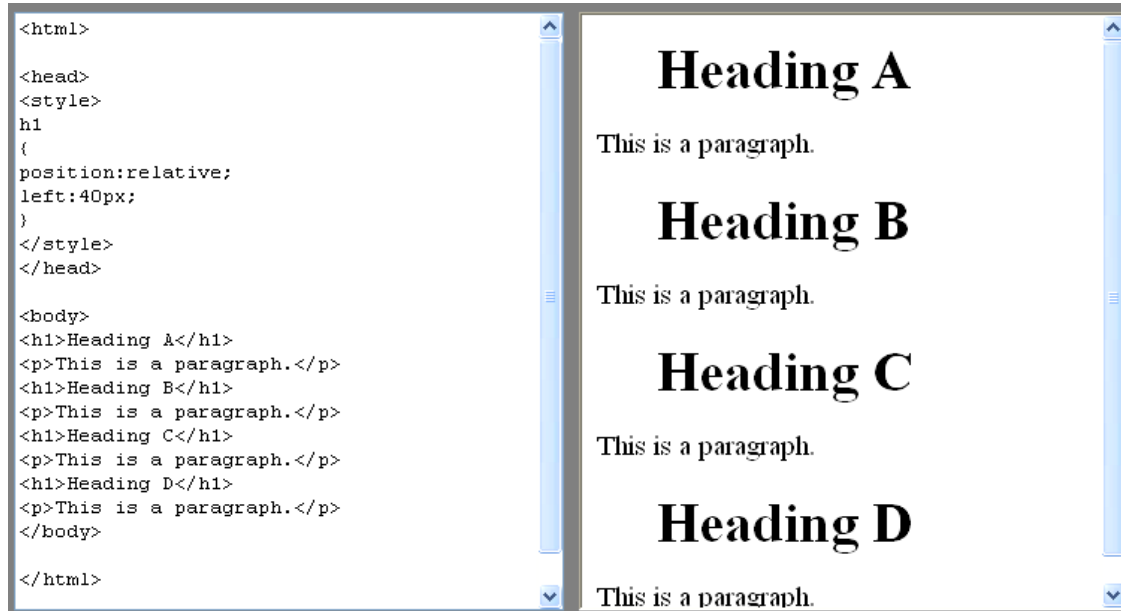 <html>
<head>
<style>
h1
{
position:relative;
left:40px;
}
</style>
</head>
<body>
<h1>Heading A</h1>
<p>This is a paragraph.</p>
<h1>Heading B</h1>
<p>This is a paragraph.</p>
<h1>Heading C</h1>
<p>This is a paragraph.</p>
<h1>Heading D</h1>
<p>This is a paragraph.</p>
</body>
</html>
Heading A
This is a paragraph.
Heading B
This is a paragraph.
Heading C
This is a paragraph.
Heading D
This is a paragraph.